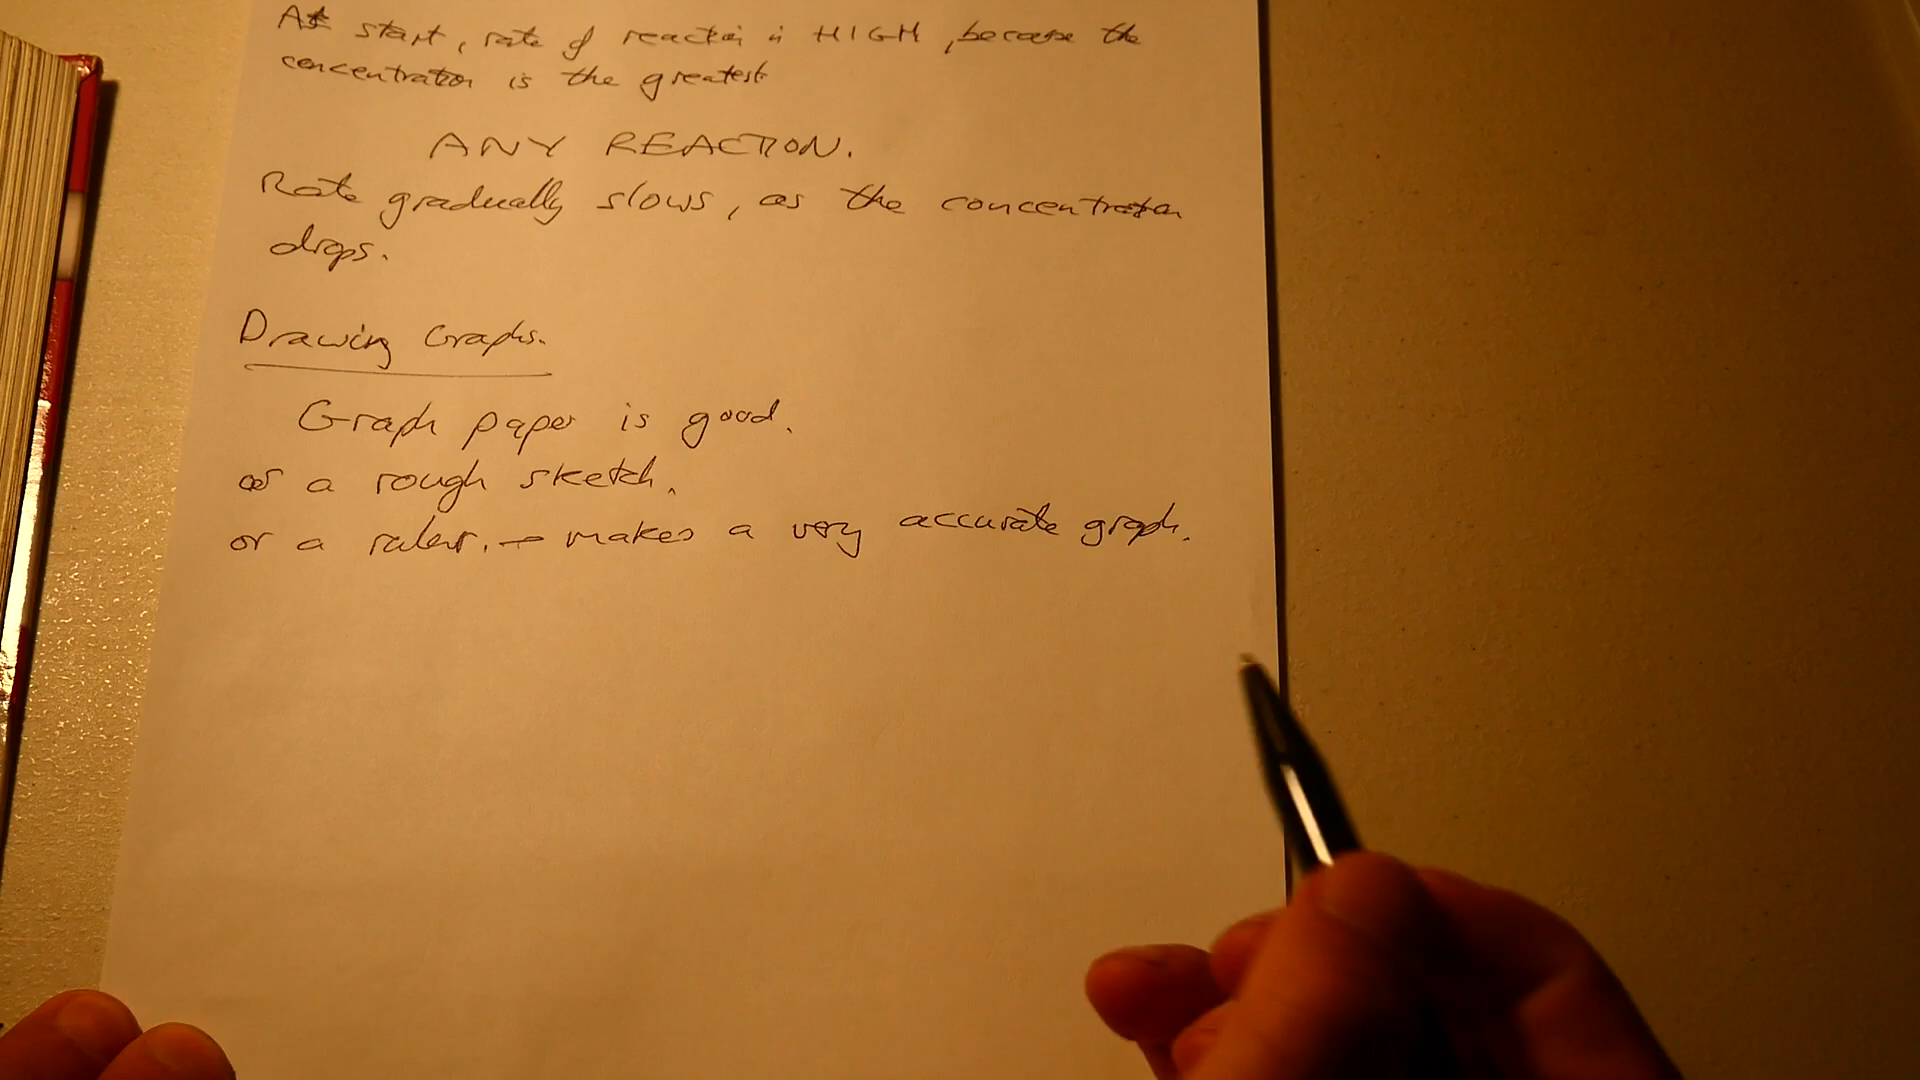 At start, rate of reaction is HIGH, because the
concentration is the greatest
ANY REACTION.
Rate gradually slows, as the concentration
drops.
Drawing Graphs.
Graph paper is good.
or a rough sketch.
or a ruler. → makes a very accurate graph.